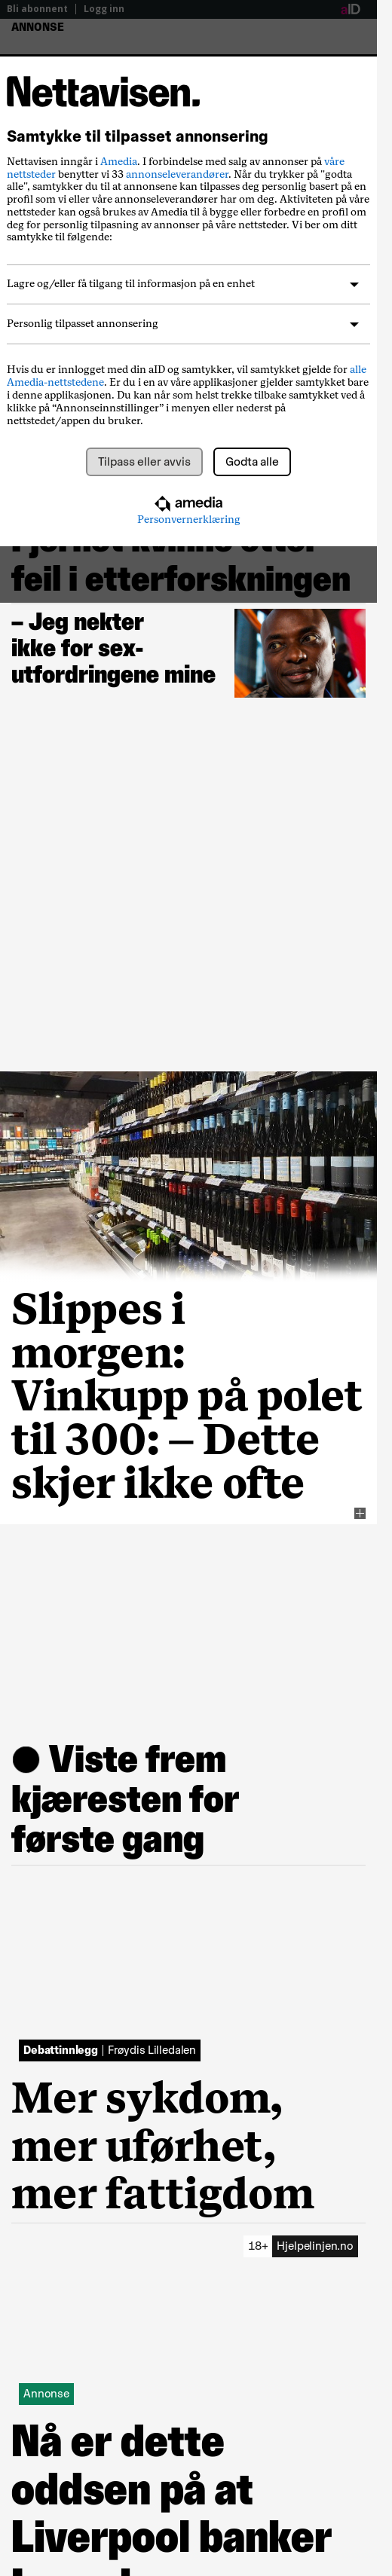 Bli abonnent | Logg inn
aID
ANNONSE
Nettavisen.
Samtykke til tilpasset annonsering
Nettavisen inngår i Amedia. I forbindelse med salg av annonser på våre
nettsteder benytter vi 33 annonseleverandører. Når du trykker på "godta
alle", samtykker du til at annonsene kan tilpasses deg personlig basert på en
profil som vi eller våre annonseleverandører har om deg. Aktiviteten på våre
nettsteder kan også brukes av Amedia til å bygge eller forbedre en profil om
deg for personlig tilpasning av annonser på våre nettsteder. Vi ber om ditt
samtykke til følgende:
Lagre og/eller få tilgang til informasjon på en enhet
Personlig tilpasset annonsering
Hvis du er innlogget med din aID og samtykker, vil samtykket gjelde for alle
Amedia-nettstedene. Er du i en av våre applikasjoner gjelder samtykket bare
i denne applikasjonen. Du kan når som helst trekke tilbake samtykket ved å
klikke på “Annonseinnstillinger” i menyen eller nederst på
nettstedet/appen du bruker.
Tilpass eller avvis
Godta alle
amedia
Personvernerklæring
Fjernet kvinne etter
feil i etterforskningen
– Jeg nekter
ikke for sex-
utfordringene mine
Slippes i
morgen:
Vinkupp på polet
til 300: – Dette
skjer ikke ofte
● Viste frem
kjæresten for
første gang
Debattinnlegg | Frøydis Lilledalen
Mer sykdom,
mer uførhet,
mer fattigdom
18+ Hjelpelinjen.no
Annonse
Nå er dette
oddsen på at
Liverpool banker